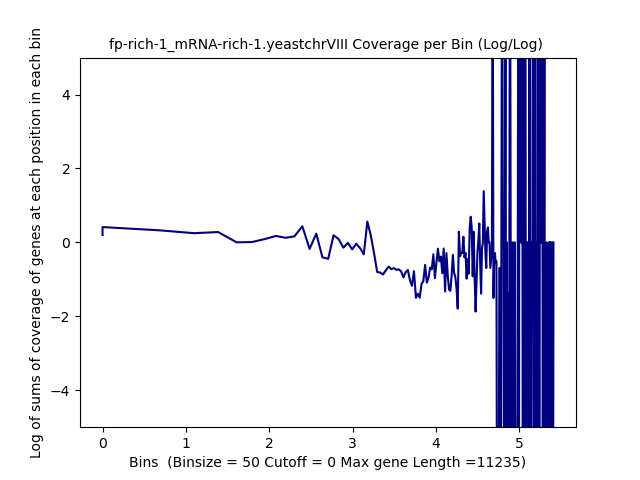 fp-rich-1_mRNA-rich-1.yeastchrVIII Coverage per Bin (Log/Log)
Log of sums of coverage of genes at each position in each bin
4
2
0
−2
−4
0 1 2 3 4 5
Bins  (Binsize = 50 Cutoff = 0 Max gene Length =11235)